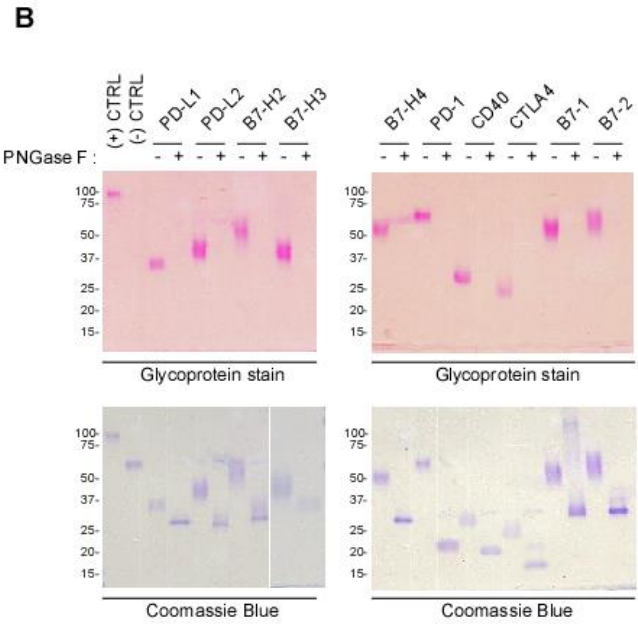 B
(+) CTRL
(-) CTRL
PD-L1
PD-L2
B7-H2
B7-H3
B7-H4
PD-1
CD40
CTLA4
B7-1
B7-2
PNGase F : - + - + - + - + - + - + - + - + - + - +
100-
75-
50-
37-
25-
20-
15-
100-
75-
50-
37-
25-
20-
15-
Glycoprotein stain
Glycoprotein stain
100-
75-
50-
37-
25-
20-
15-
100-
75-
50-
37-
25-
20-
15-
Coomassie Blue
Coomassie Blue